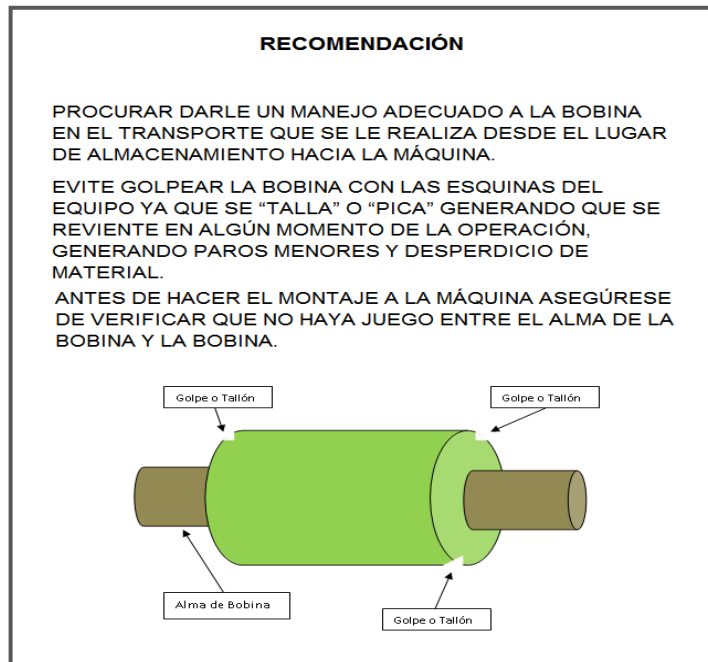 RECOMENDACIÓN
PROCURAR DARLE UN MANEJO ADECUADO A LA BOBINA
EN EL TRANSPORTE QUE SE LE REALIZA DESDE EL LUGAR
DE ALMACENAMIENTO HACIA LA MÁQUINA.
EVITE GOLPEAR LA BOBINA CON LAS ESQUINAS DEL
EQUIPO YA QUE SE “TALLA” O “PICA” GENERANDO QUE SE
REVIENTE EN ALGÚN MOMENTO DE LA OPERACIÓN,
GENERANDO PAROS MENORES Y DESPERDICIO DE
MATERIAL.
ANTES DE HACER EL MONTAJE A LA MÁQUINA ASEGÚRESE
DE VERIFICAR QUE NO HAYA JUEGO ENTRE EL ALMA DE LA
BOBINA Y LA BOBINA.
Golpe o Tallón
Golpe o Tallón
Alma de Bobina
Golpe o Tallón